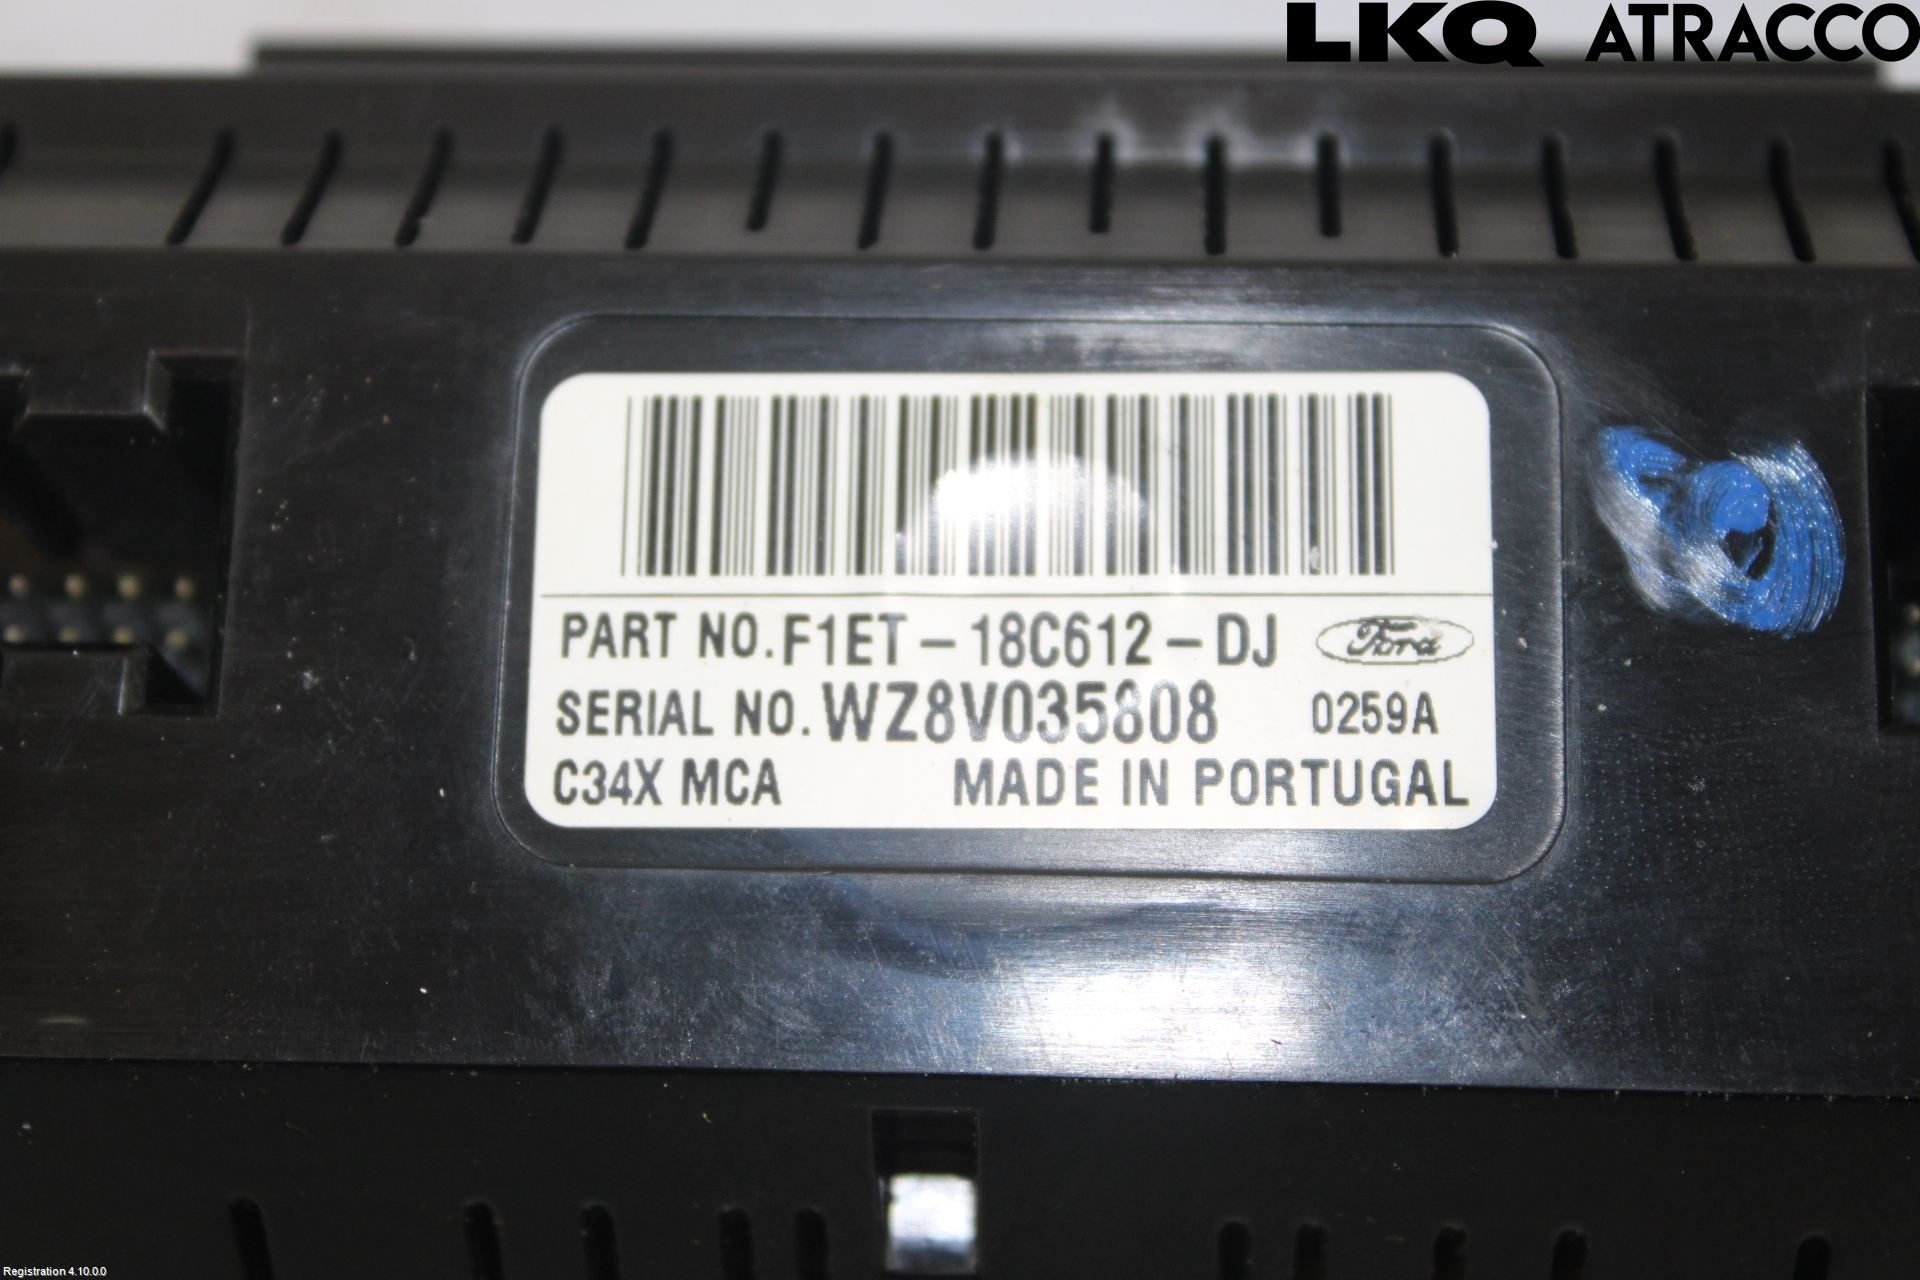 LKQ ATRACCO
PART NO. F1ET-18C612-DJ Ford
SERIAL NO. WZ8V035808 0259A
C34X MCA MADE IN PORTUGAL
Registration 4.10.0.0